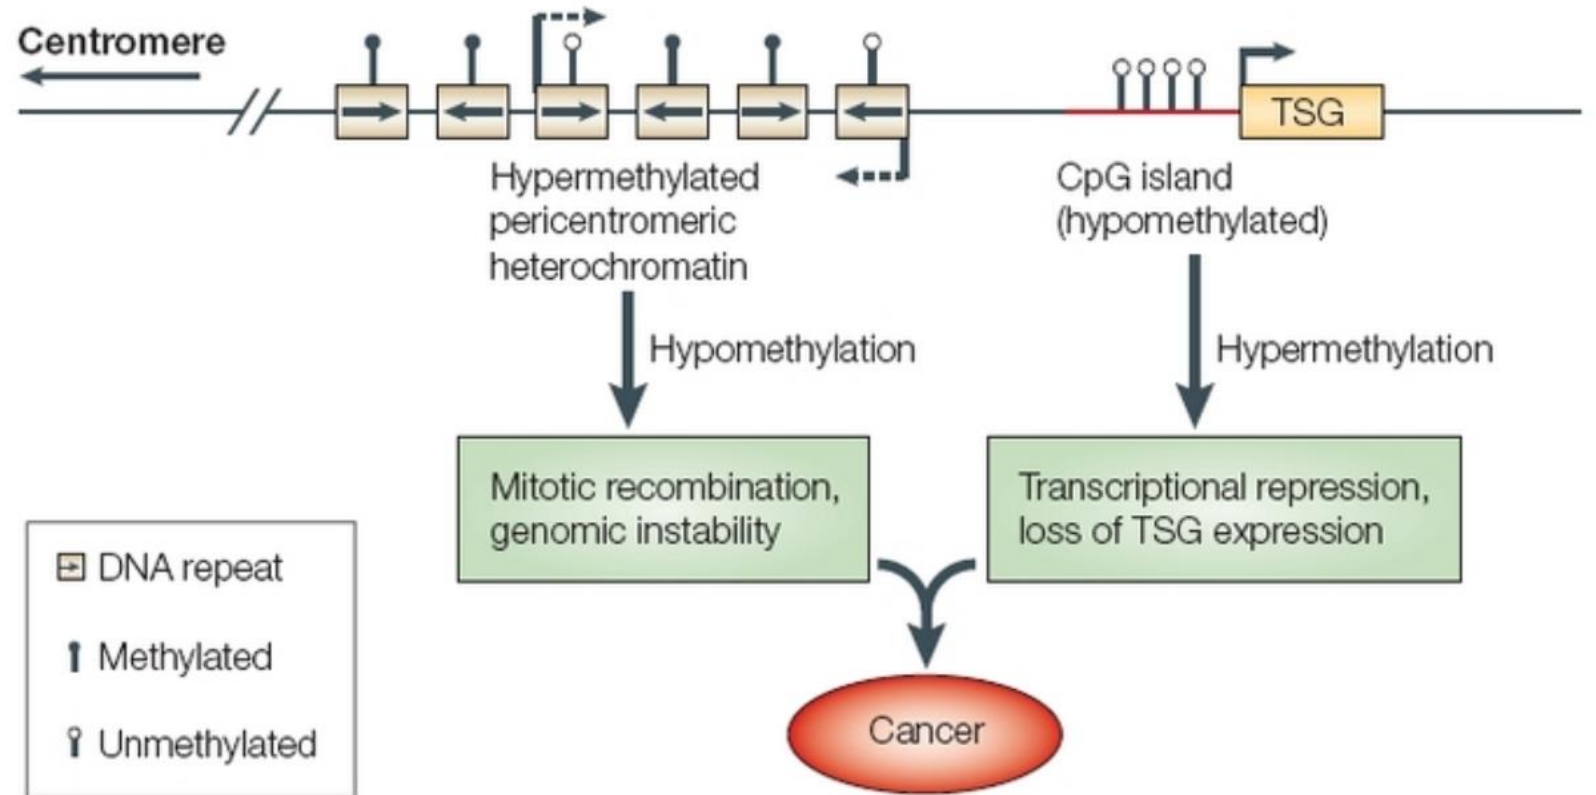 Centromere
TSG
Hypermethylated
pericentromeric
heterochromatin
CpG island
(hypomethylated)
Hypomethylation
Hypermethylation
Mitotic recombination,
genomic instability
Transcriptional repression,
loss of TSG expression
DNA repeat
Methylated
Unmethylated
Cancer